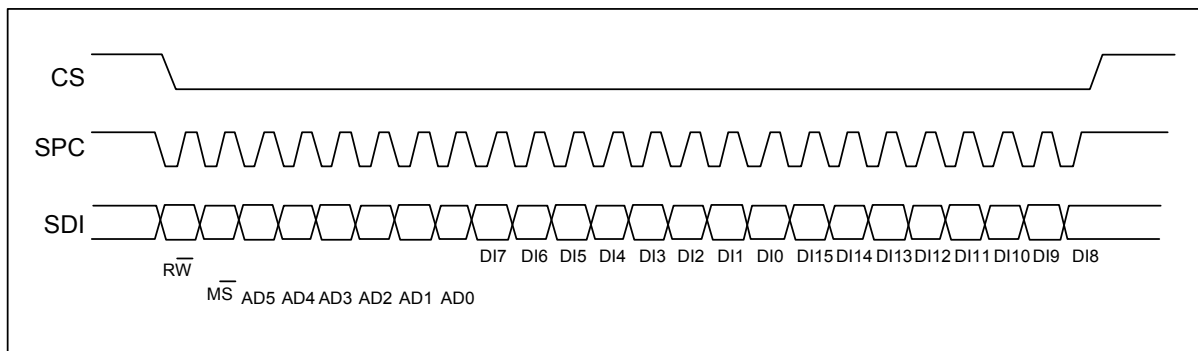 CS
SPC
SDI
DI7 DI6 DI5 DI4 DI3 DI2 DI1 DI0 DI15 DI14 DI13 DI12 DI11 DI10 DI9 DI8
RW̅
MS̅ AD5 AD4 AD3 AD2 AD1 AD0